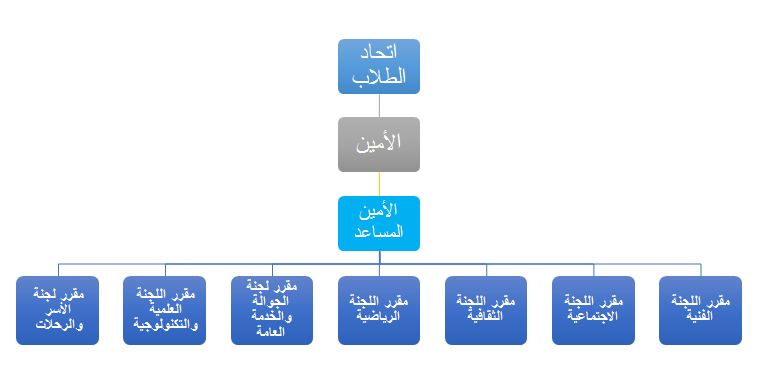 اتحاد
الطلاب
الأمين
الأمين
المساعد
مقرر اللجنة
الفنية
مقرر اللجنة
الاجتماعية
مقرر اللجنة
الثقافية
مقرر اللجنة
الرياضية
مقرر لجنة
الجوالة
والخدمة
العامة
مقرر اللجنة
العلمية
والتكنولوجية
مقرر لجنة
الأسر
والرحلات